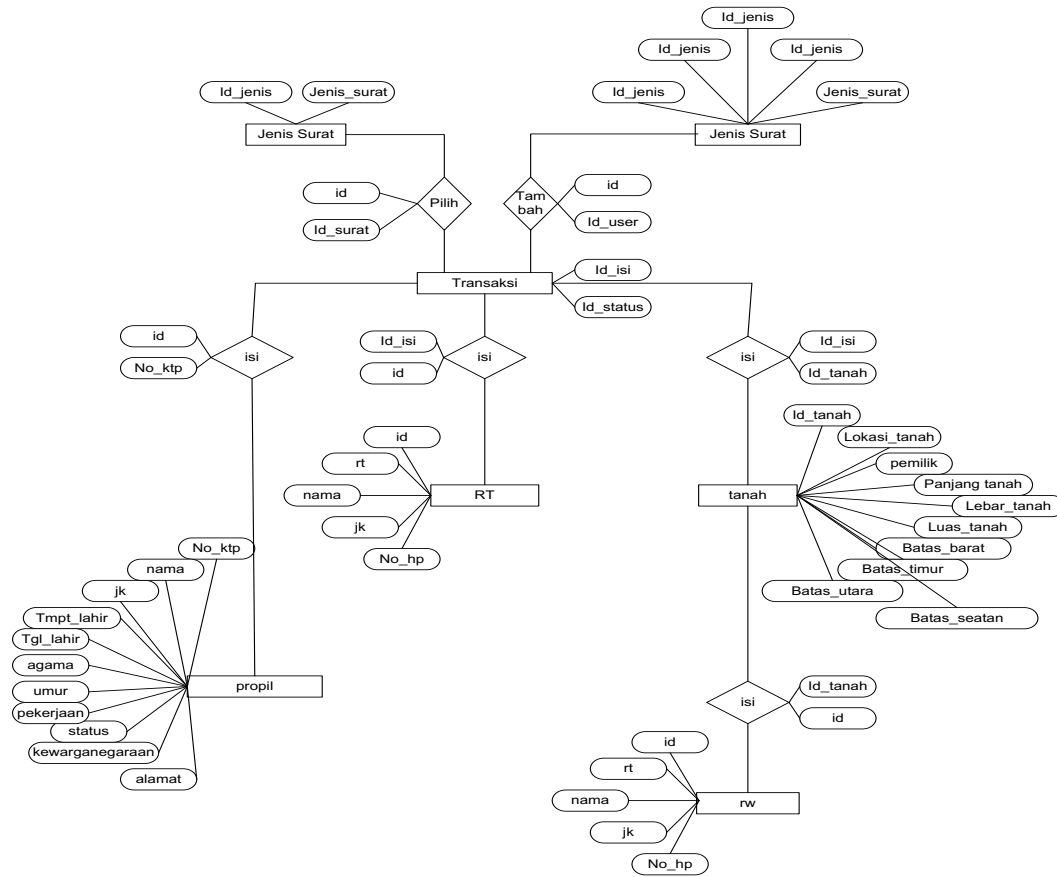 Id_jenis
Id_jenis
Id_jenis
Id_jenis
Jenis_surat
Id_jenis
Jenis_surat
Jenis Surat
Jenis Surat
id
Id_surat
Pilih
Tam
bah
id
Id_user
Transaksi
Id_isi
Id_status
id
No_ktp
isi
Id_isi
id
isi
isi
Id_isi
Id_tanah
id
rt
nama
jk
No_hp
RT
tanah
Id_tanah
Lokasi_tanah
pemilik
Panjang tanah
Lebar_tanah
Luas_tanah
Batas_barat
Batas_timur
Batas_utara
Batas_seatan
No_ktp
nama
jk
Tmpt_lahir
Tgl_lahir
agama
umur
pekerjaan
status
kewarganegaraan
alamat
propil
isi
Id_tanah
id
id
rt
nama
jk
No_hp
rw